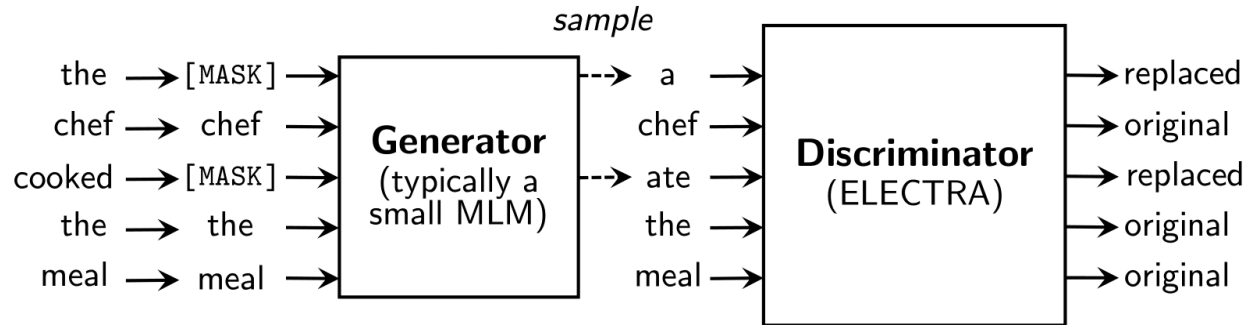 sample
the [MASK] a replaced
chef chef chef original
Generator
Discriminator
cooked [MASK] (typically a ate (ELECTRA) replaced
small MLM)
the the the original
meal meal meal original